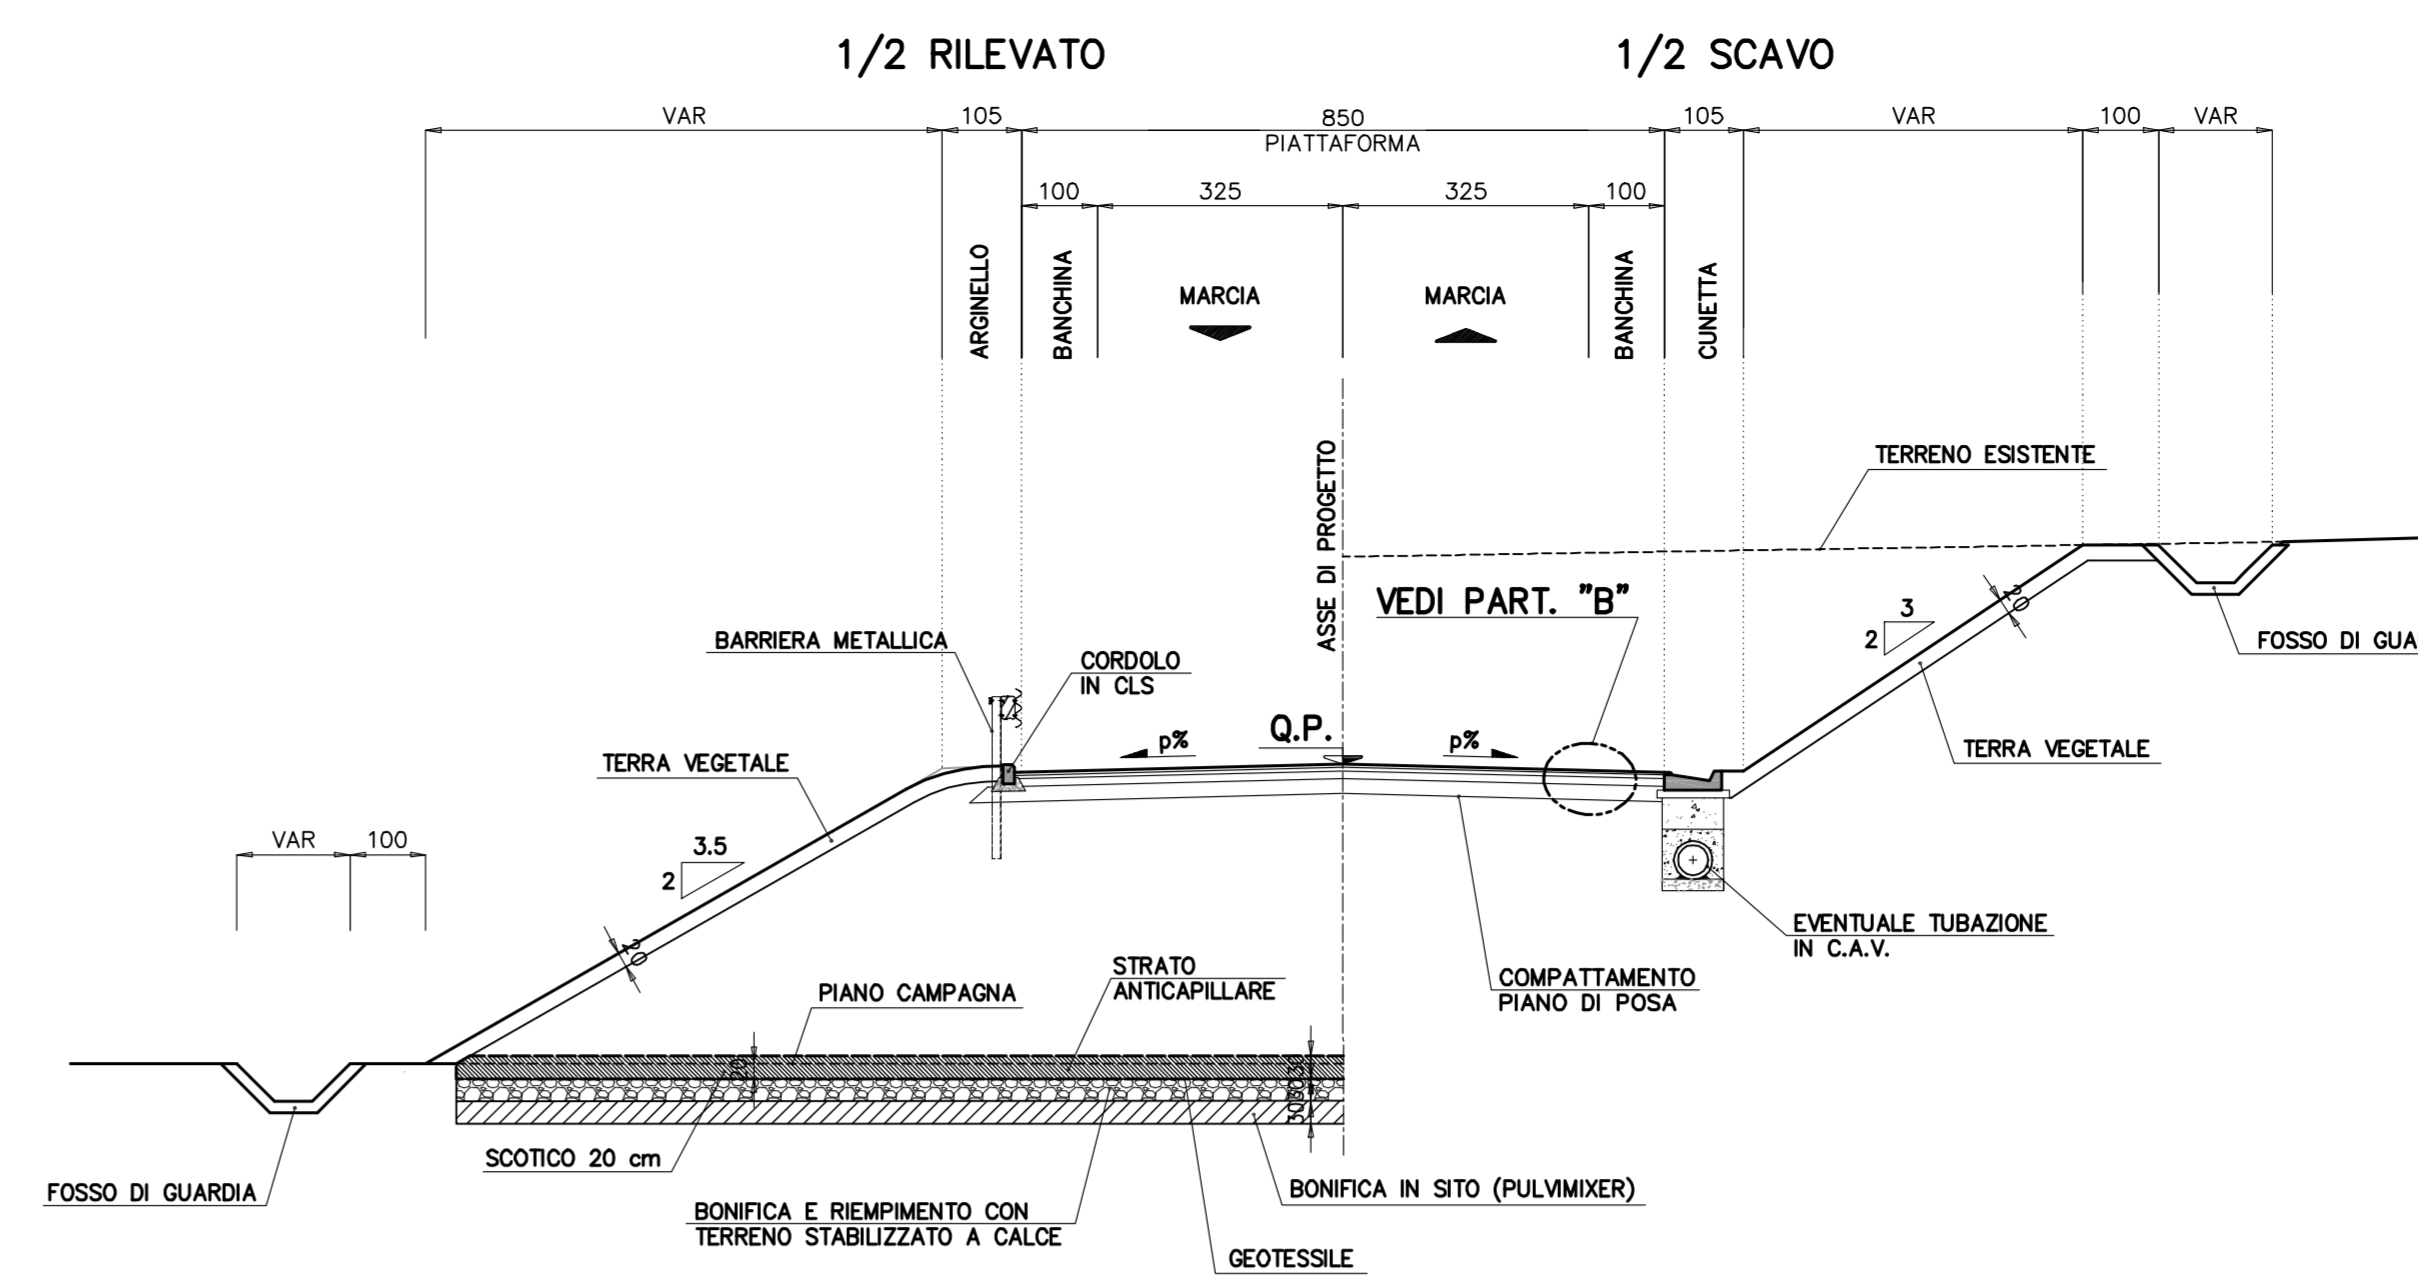 1/2 RILEVATO
1/2 SCAVO
VAR
105
850
105
VAR
100
VAR
PIATTAFORMA
100
325
325
100
ARGINELLO
BANCHINA
MARCIA
MARCIA
BANCHINA
CUNETTA
ASSE DI PROGETTO
TERRENO ESISTENTE
VEDI PART. "B"
BARRIERA METALLICA
CORDOLO
IN CLS
3
2
20
FOSSO DI GUA
Q.P.
p%
p%
TERRA VEGETALE
TERRA VEGETALE
VAR
100
3.5
2
20
EVENTUALE TUBAZIONE
IN C.A.V.
STRATO
ANTICAPILLARE
COMPATTAMENTO
PIANO DI POSA
PIANO CAMPAGNA
20
30
30
30
SCOTICO 20 cm
FOSSO DI GUARDIA
BONIFICA IN SITO (PULVIMIXER)
BONIFICA E RIEMPIMENTO CON
TERRENO STABILIZZATO A CALCE
GEOTESSILE